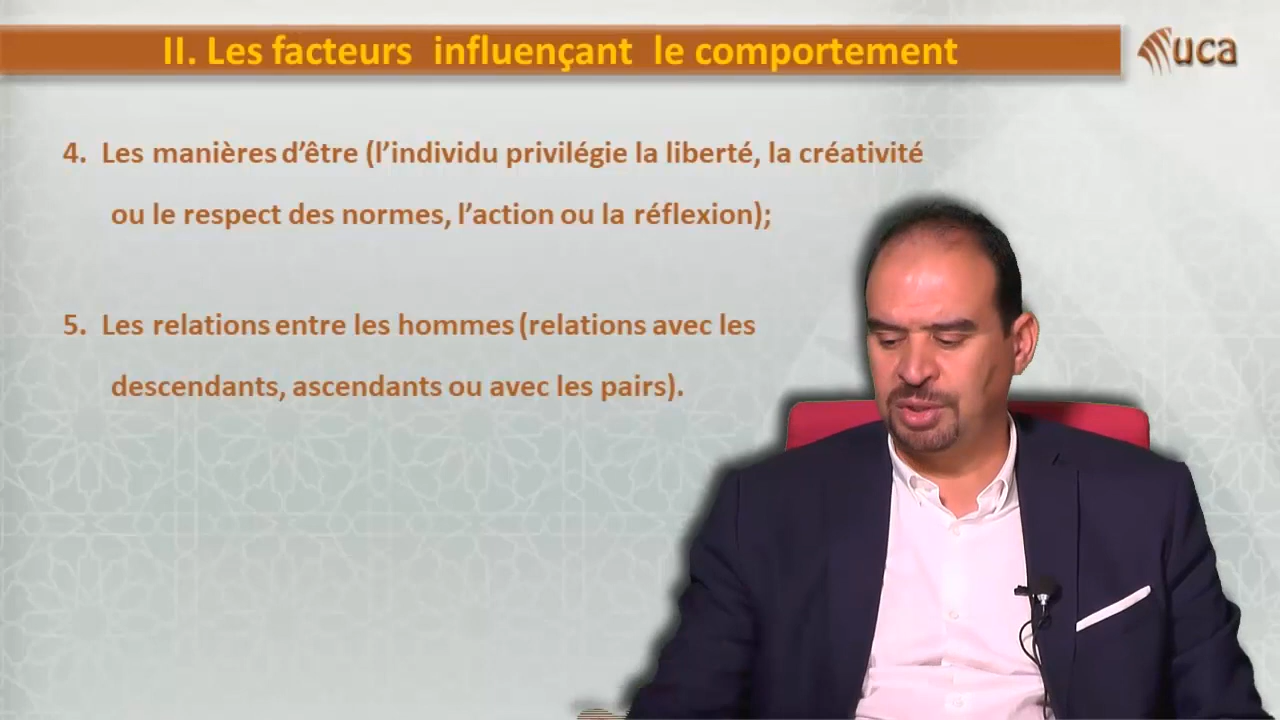 II. Les facteurs influençant le comportement
uca
4. Les manières d’être (l’individu privilégie la liberté, la créativité
ou le respect des normes, l’action ou la réflexion);
5. Les relations entre les hommes (relations avec les
descendants, ascendants ou avec les pairs).